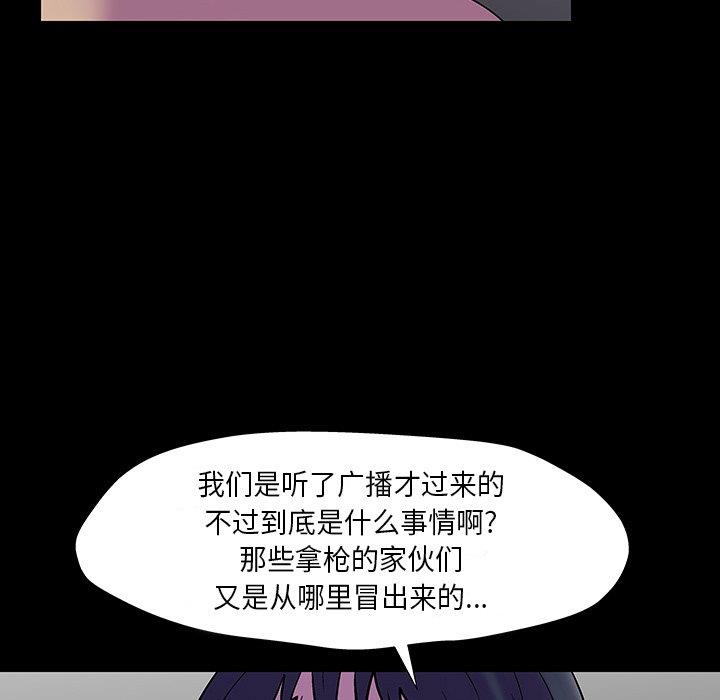 我们是听了广播才过来的
不过到底是什么事情啊?
那些拿枪的家伙们
又是从哪里冒出来的...